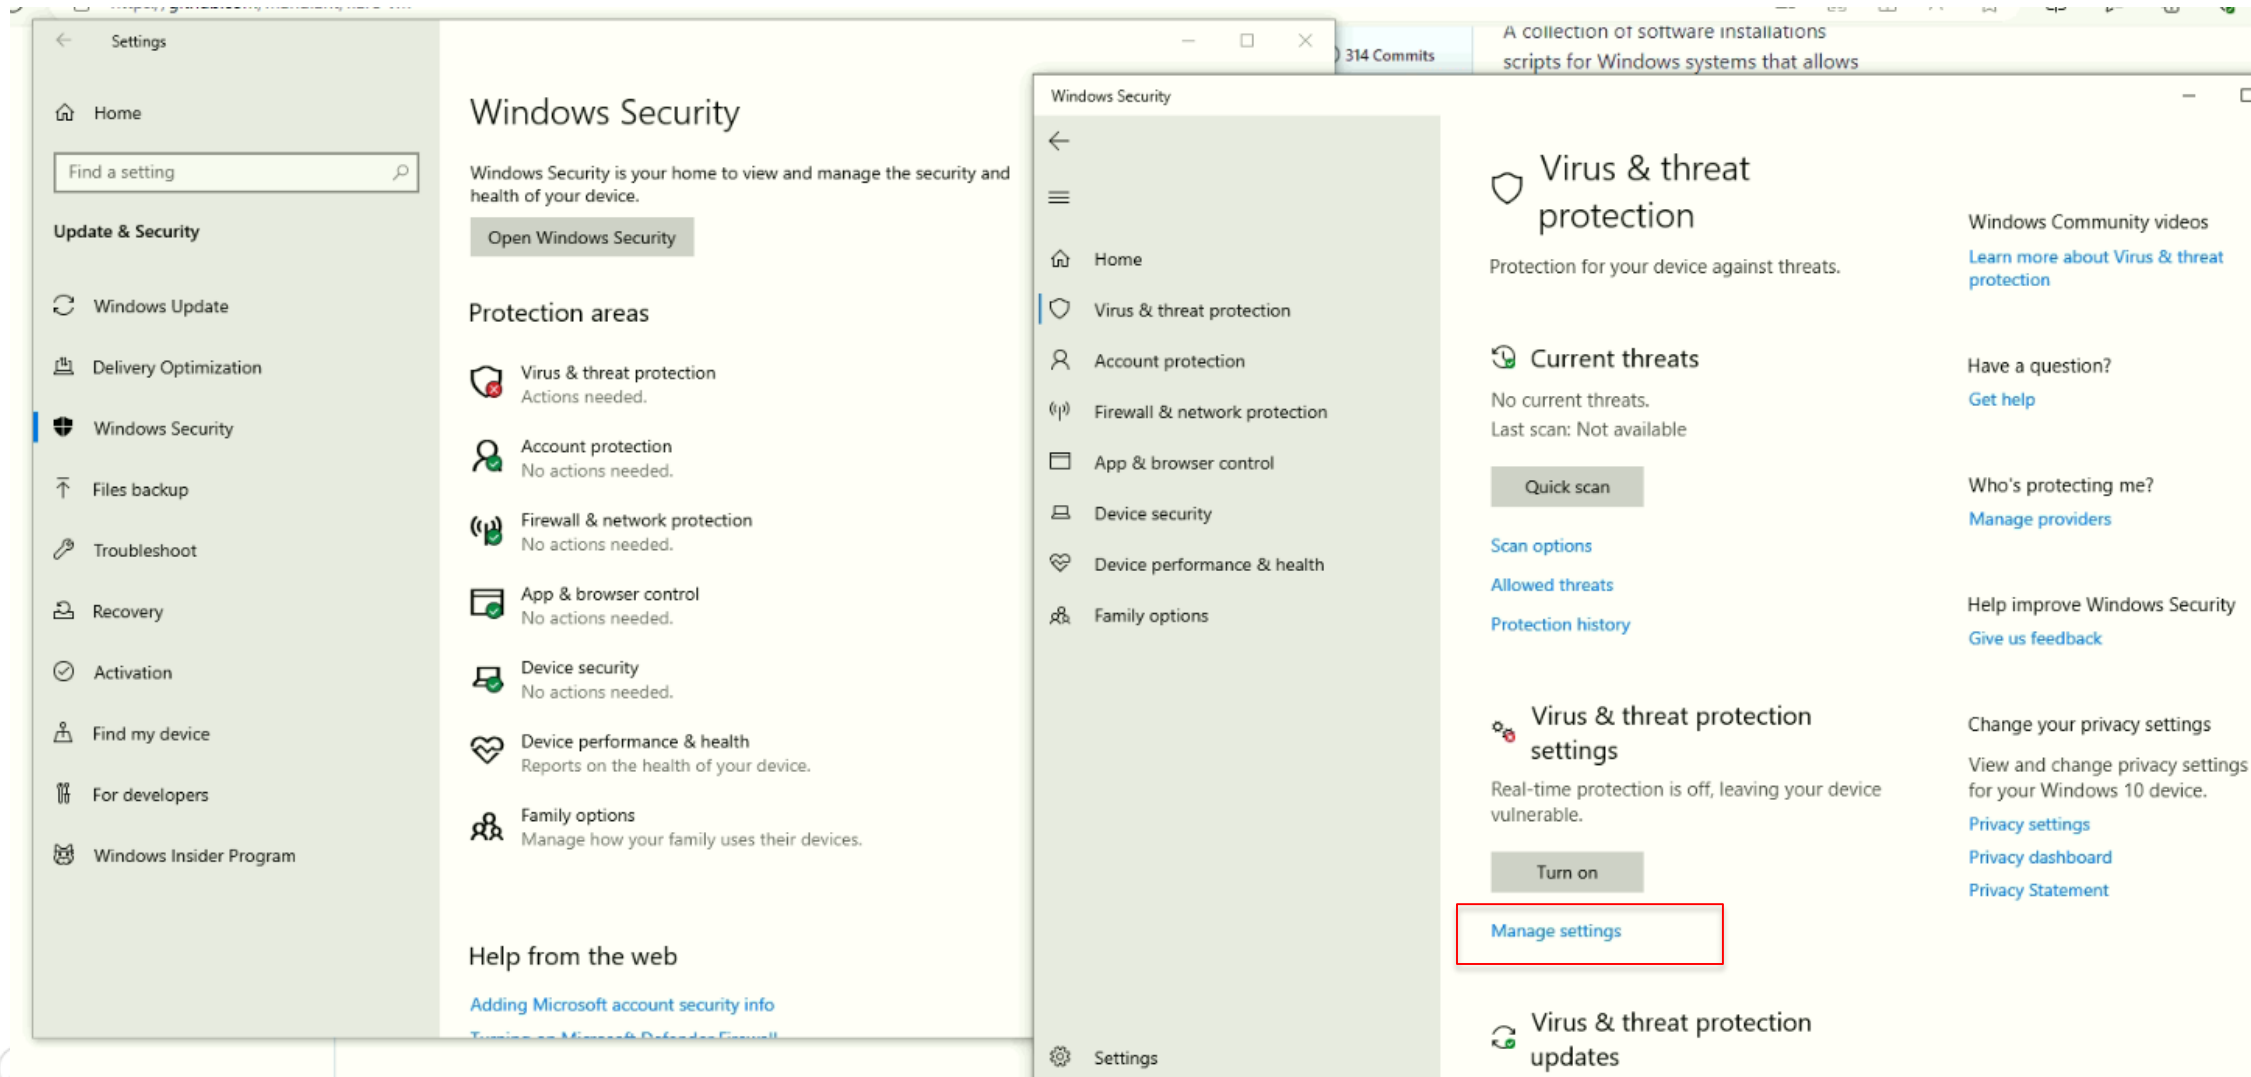 314 Commits
A collection of software installations
scripts for Windows systems that allows
Settings
Home
Find a setting
Update & Security
Windows Update
Delivery Optimization
Windows Security
Files backup
Troubleshoot
Recovery
Activation
Find my device
For developers
Windows Insider Program
Windows Security
Windows Security is your home to view and manage the security and
health of your device.
Open Windows Security
Protection areas
Virus & threat protection
Actions needed.
Account protection
No actions needed.
Firewall & network protection
No actions needed.
App & browser control
No actions needed.
Device security
No actions needed.
Device performance & health
Reports on the health of your device.
Family options
Manage how your family uses their devices.
Help from the web
Adding Microsoft account security info
Turning on Microsoft Defender Firewall
Windows Security
Home
Virus & threat protection
Account protection
Firewall & network protection
App & browser control
Device security
Device performance & health
Family options
Settings
Virus & threat
protection
Protection for your device against threats.
Current threats
No current threats.
Last scan: Not available
Quick scan
Scan options
Allowed threats
Protection history
Virus & threat protection
settings
Real-time protection is off, leaving your device
vulnerable.
Turn on
Manage settings
Virus & threat protection
updates
Windows Community videos
Learn more about Virus & threat
protection
Have a question?
Get help
Who's protecting me?
Manage providers
Help improve Windows Security
Give us feedback
Change your privacy settings
View and change privacy settings
for your Windows 10 device.
Privacy settings
Privacy dashboard
Privacy Statement